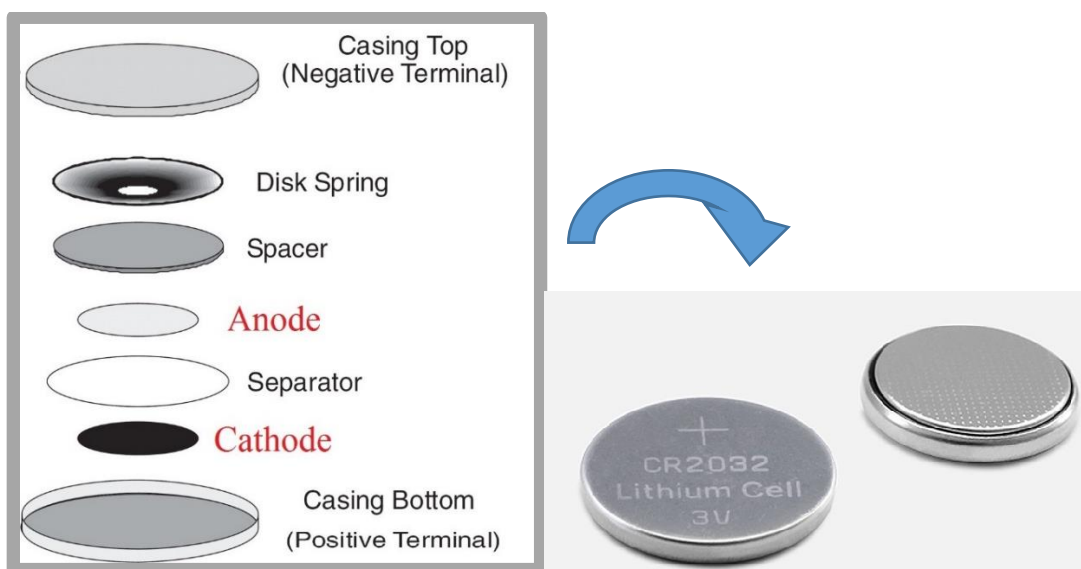 Casing Top
(Negative Terminal)
Disk Spring
Spacer
Anode
Separator
Cathode
Casing Bottom
(Positive Terminal)
+
CR2032
Lithium Cell
3V